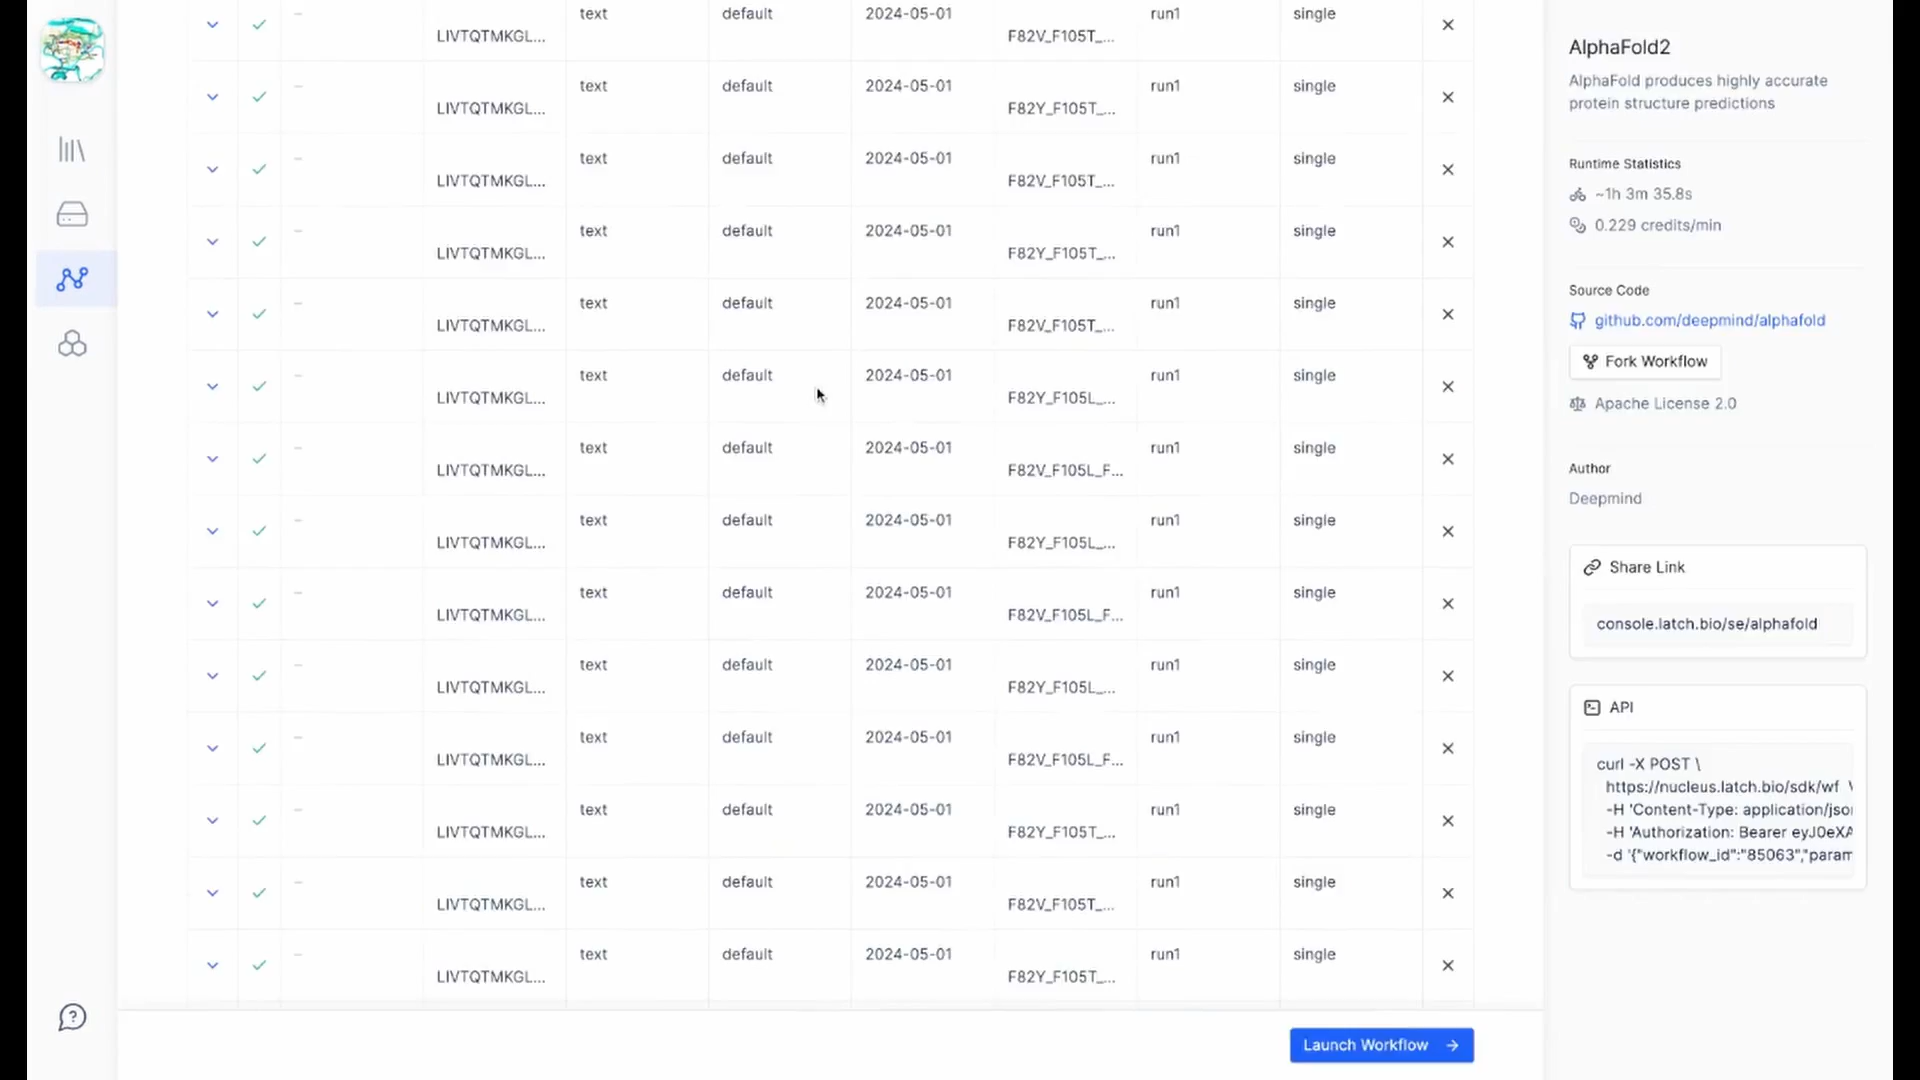 text default 2024-05-01 run1 single
LIVTQTMKGL... F82V_F105T_...
– text default 2024-05-01 run1 single
LIVTQTMKGL... F82Y_F105T_...
– text default 2024-05-01 run1 single
LIVTQTMKGL... F82V_F105T_...
– text default 2024-05-01 run1 single
LIVTQTMKGL... F82Y_F105T_...
– text default 2024-05-01 run1 single
LIVTQTMKGL... F82V_F105T_...
– text default 2024-05-01 run1 single
LIVTQTMKGL... F82Y_F105L_...
– text default 2024-05-01 run1 single
LIVTQTMKGL... F82V_F105L_F...
– text default 2024-05-01 run1 single
LIVTQTMKGL... F82Y_F105L_...
– text default 2024-05-01 run1 single
LIVTQTMKGL... F82V_F105L_F...
– text default 2024-05-01 run1 single
LIVTQTMKGL... F82Y_F105L_...
– text default 2024-05-01 run1 single
LIVTQTMKGL... F82V_F105L_F...
– text default 2024-05-01 run1 single
LIVTQTMKGL... F82Y_F105T_...
– text default 2024-05-01 run1 single
LIVTQTMKGL... F82V_F105T_...
– text default 2024-05-01 run1 single
LIVTQTMKGL... F82Y_F105T_...
Launch Workflow
AlphaFold2
AlphaFold produces highly accurate
protein structure predictions
Runtime Statistics
~1h 3m 35.8s
0.229 credits/min
Source Code
github.com/deepmind/alphafold
Fork Workflow
Apache License 2.0
Author
Deepmind
Share Link
console.latch.bio/se/alphafold
API
curl -X POST \
https://nucleus.latch.bio/sdk/wf \
-H 'Content-Type: application/jso
-H 'Authorization: Bearer eyJ0eXA
-d '{"workflow_id":"85063","param